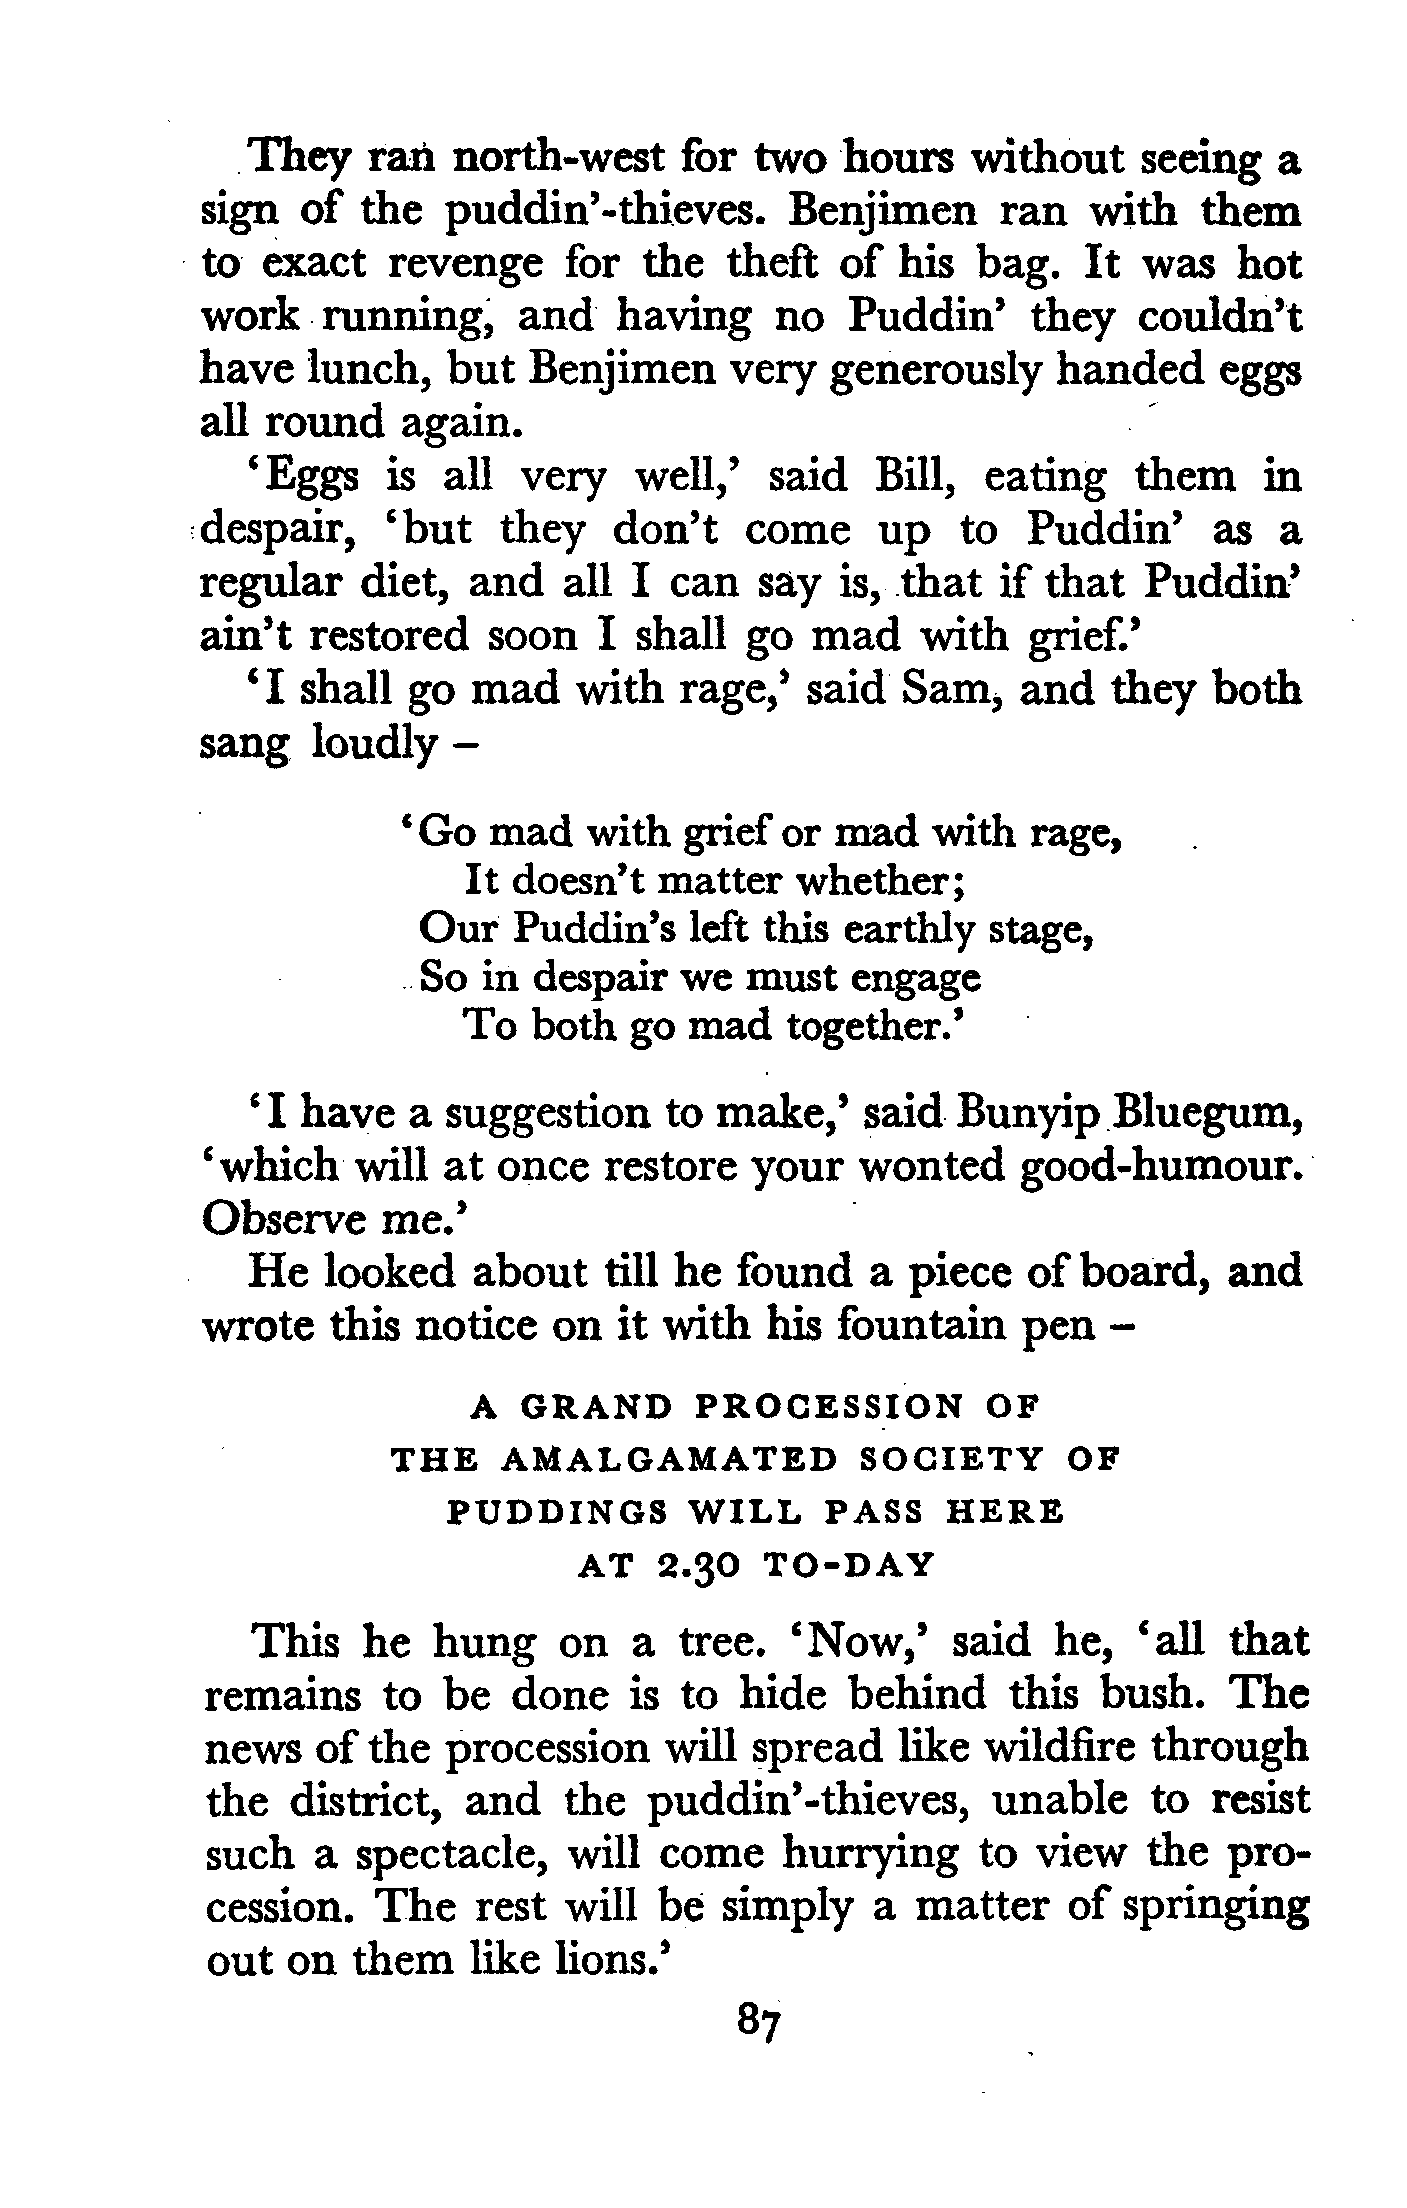 They ran north-west for two hours without seeing a
sign of the puddin'-thieves. Benjimen ran with them
to exact revenge for the theft of his bag. It was hot
work running, and having no Puddin' they couldn't
have lunch, but Benjimen very generously handed eggs
all round again.
'Eggs is all very well,' said Bill, eating them in
despair, 'but they don't come up to Puddin' as a
regular diet, and all I can say is, that if that Puddin'
ain't restored soon I shall go mad with grief.'
'I shall go mad with rage,' said Sam, and they both
sang loudly –
'Go mad with grief or mad with rage,
It doesn't matter whether;
Our Puddin's left this earthly stage,
So in despair we must engage
To both go mad together.'
'I have a suggestion to make,' said Bunyip Bluegum,
'which will at once restore your wonted good-humour.
Observe me.'
He looked about till he found a piece of board, and
wrote this notice on it with his fountain pen –
A GRAND PROCESSION OF
THE AMALGAMATED SOCIETY OF
PUDDINGS WILL PASS HERE
AT 2.30 TO-DAY
This he hung on a tree. 'Now,' said he, 'all that
remains to be done is to hide behind this bush. The
news of the procession will spread like wildfire through
the district, and the puddin'-thieves, unable to resist
such a spectacle, will come hurrying to view the pro-
cession. The rest will be simply a matter of springing
out on them like lions.'
87